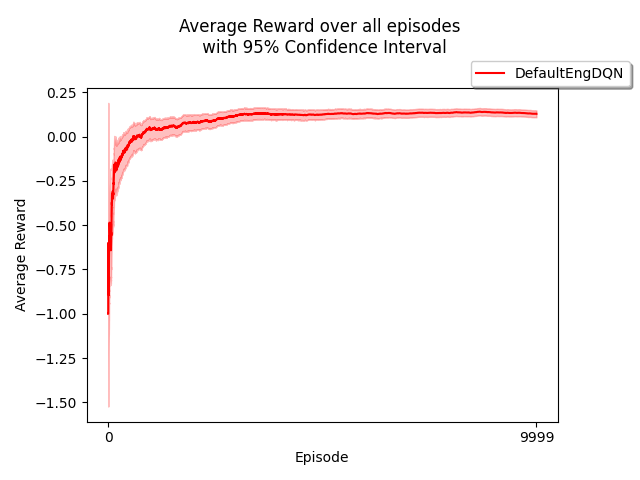 Average Reward over all episodes
with 95% Confidence Interval
DefaultEngDQN
0.25
0.00
−0.25
−0.50
−0.75
−1.00
−1.25
−1.50
Average Reward
0 9999
Episode